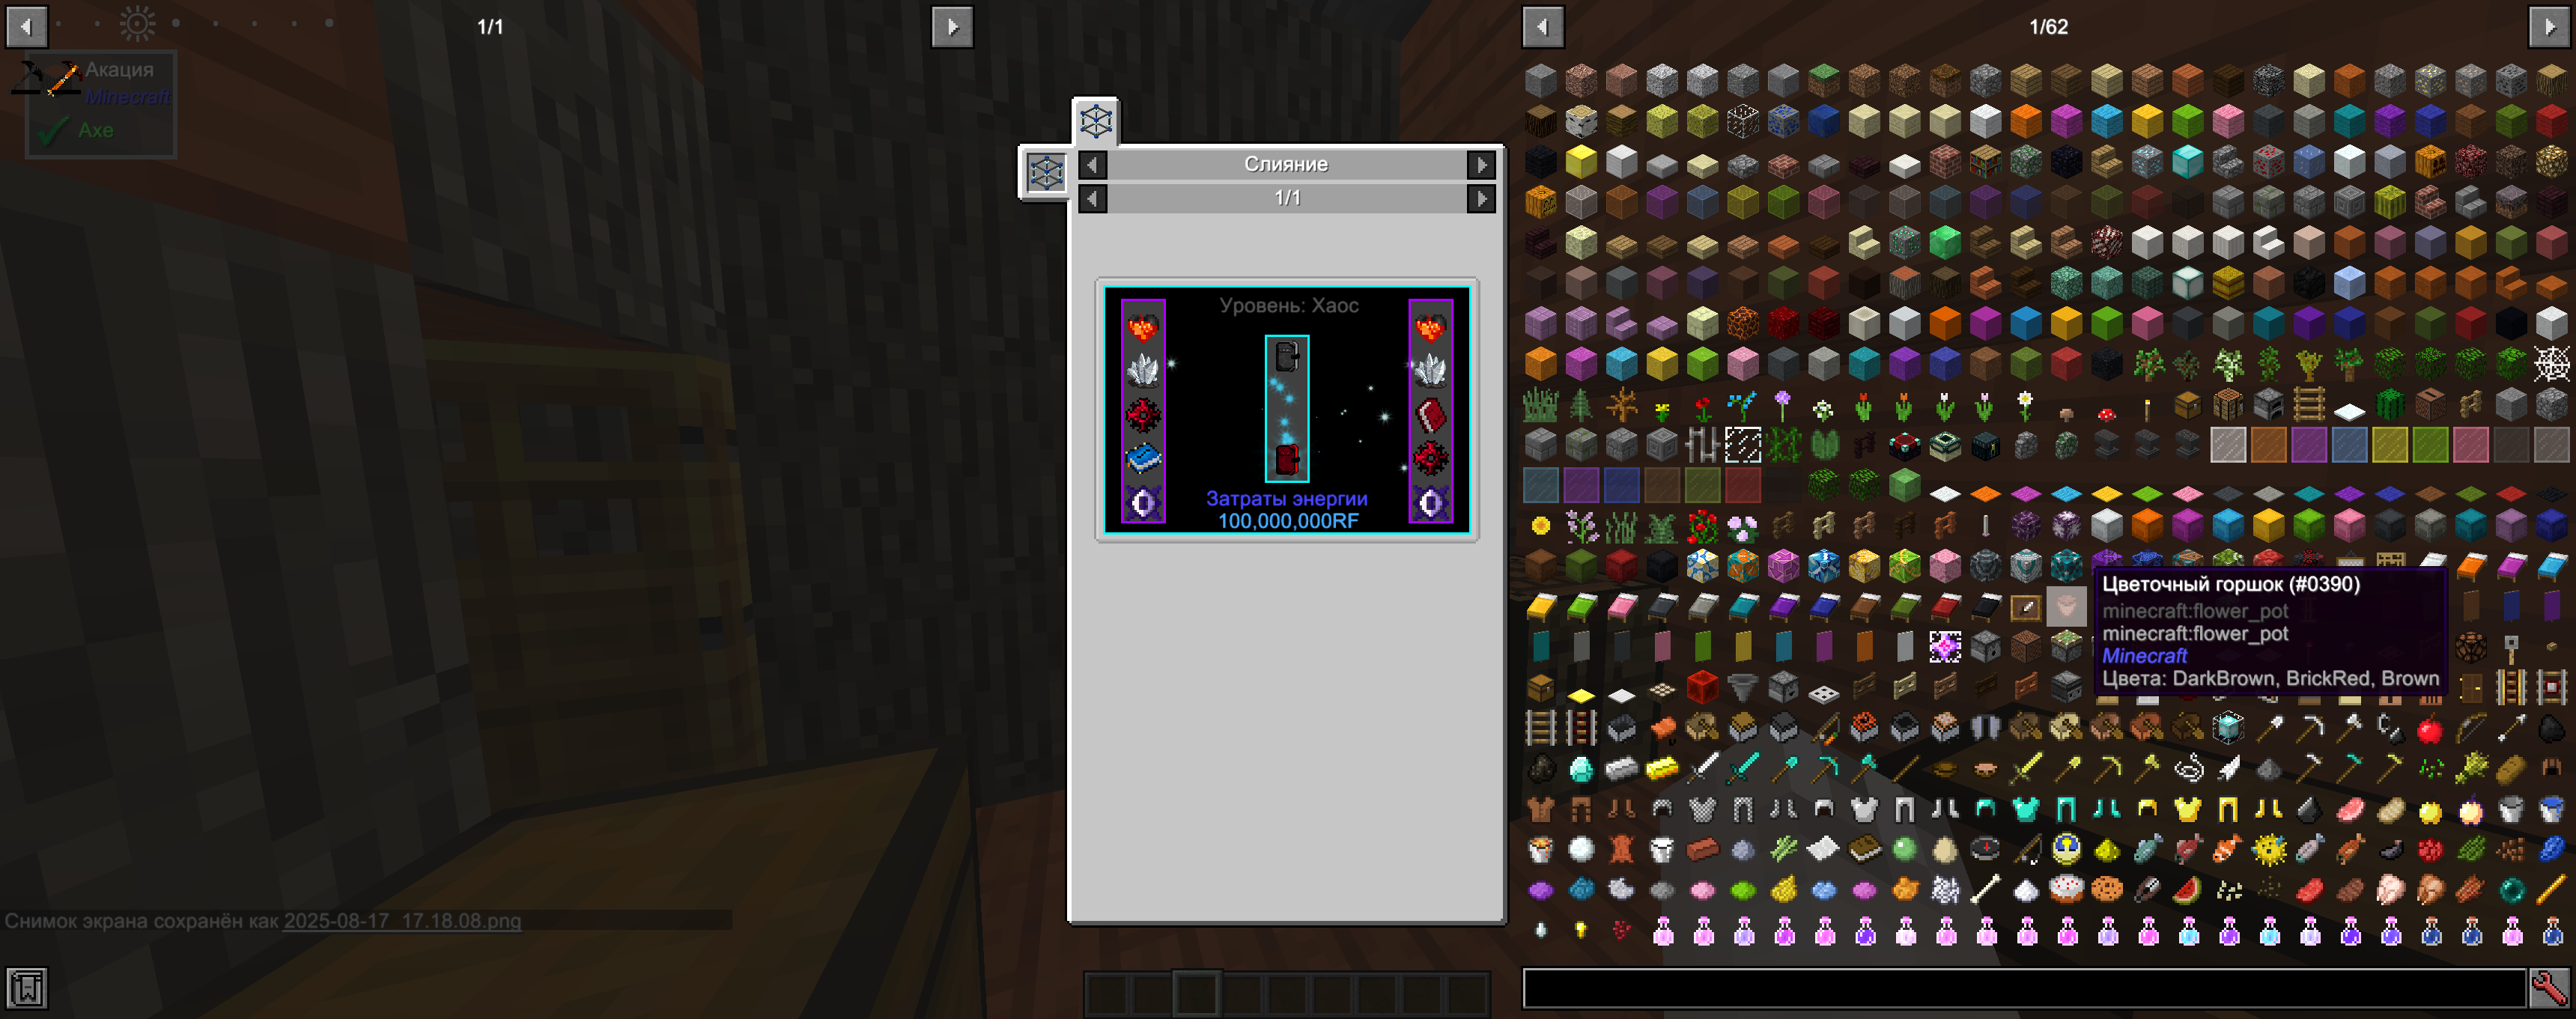 1/1
Акация
Minecraft
Axe
Слияние
1/1
Уровень: Хаос
Затраты энергии
100,000,000RF
1/62
Цветочный горшок (#0390)
minecraft:flower_pot
minecraft:flower_pot
Minecraft
Цвета: DarkBrown, BrickRed, Brown
Снимок экрана сохранён как 2025-08-17_17.18.08.png